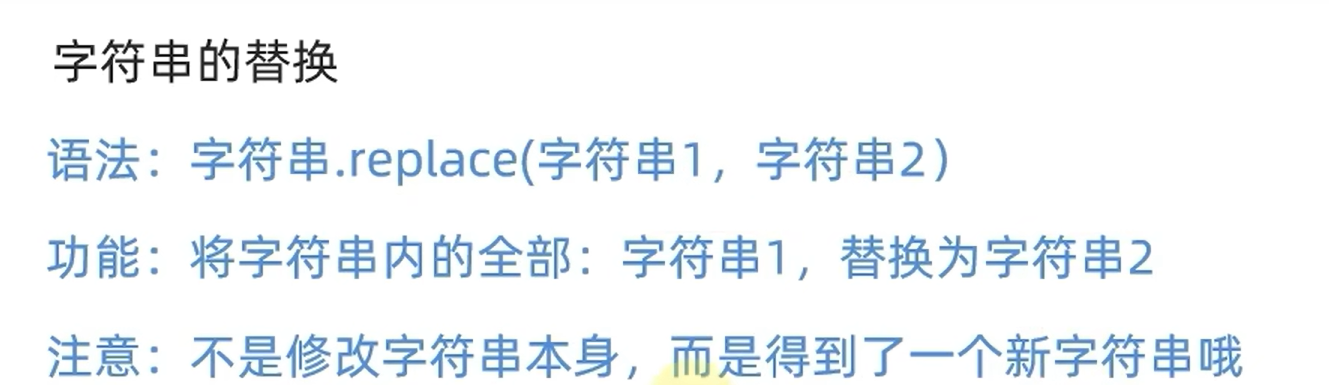 字符串的替换
语法：字符串.replace(字符串1，字符串2）
功能：将字符串内的全部：字符串1，替换为字符串2
注意：不是修改字符串本身，而是得到了一个新字符串哦